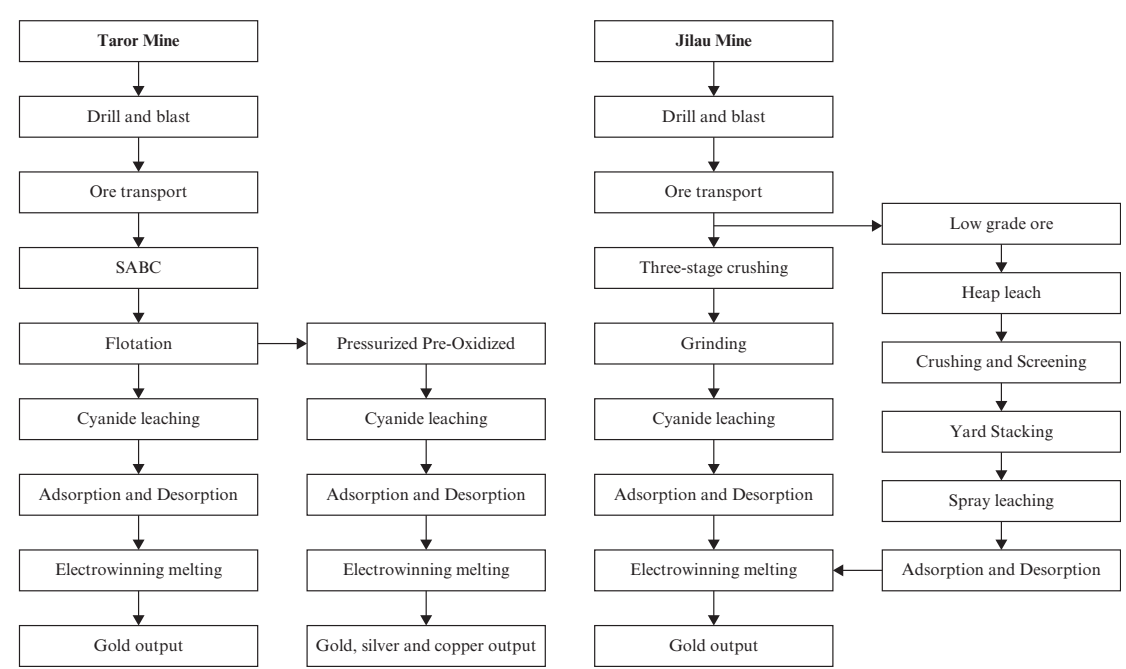 Taror Mine
Drill and blast
Ore transport
SABC
Flotation
Cyanide leaching
Adsorption and Desorption
Electrowinning melting
Gold output
Pressurized Pre-Oxidized
Cyanide leaching
Adsorption and Desorption
Electrowinning melting
Gold, silver and copper output
Jilau Mine
Drill and blast
Ore transport
Three-stage crushing
Grinding
Cyanide leaching
Adsorption and Desorption
Electrowinning melting
Gold output
Low grade ore
Heap leach
Crushing and Screening
Yard Stacking
Spray leaching
Adsorption and Desorption